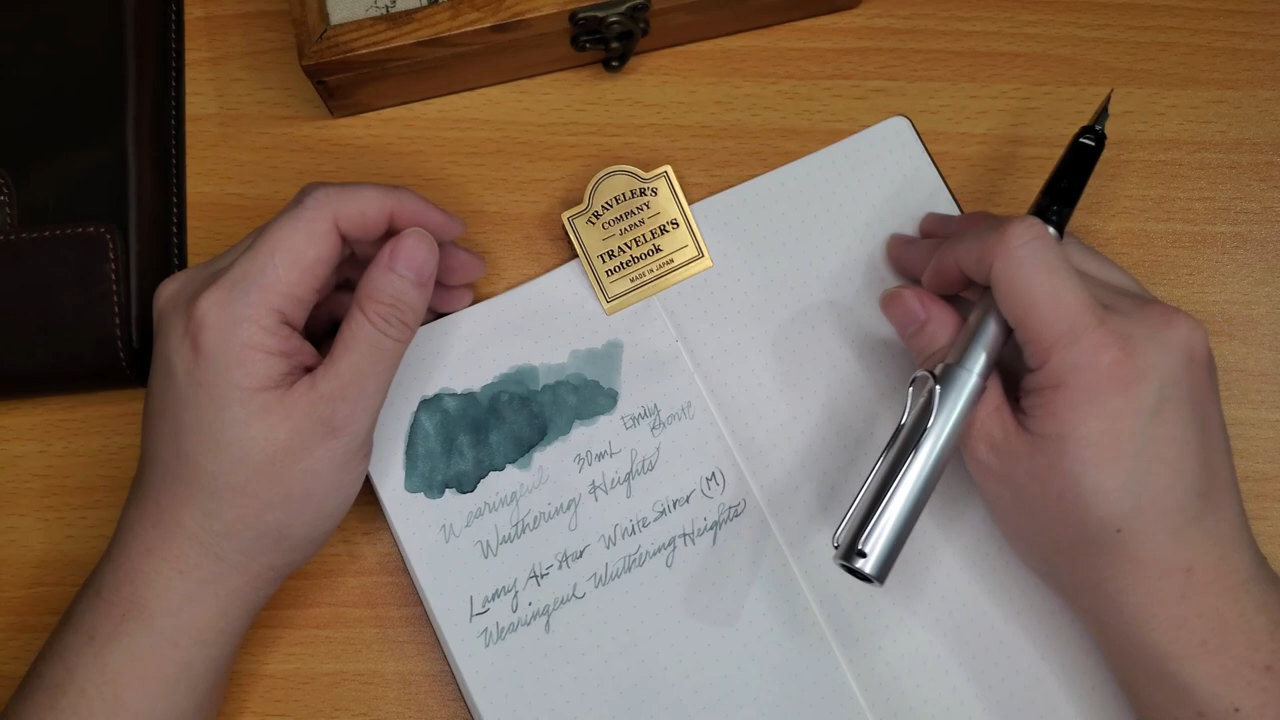 TRAVELER'S
COMPANY
JAPAN
TRAVELER'S
notebook
MADE IN JAPAN
Emily
Brontë
Wearingeul 30mL
Wuthering Heights
Lamy AL-Star White Silver (M)
Wearingeul Wuthering Heights